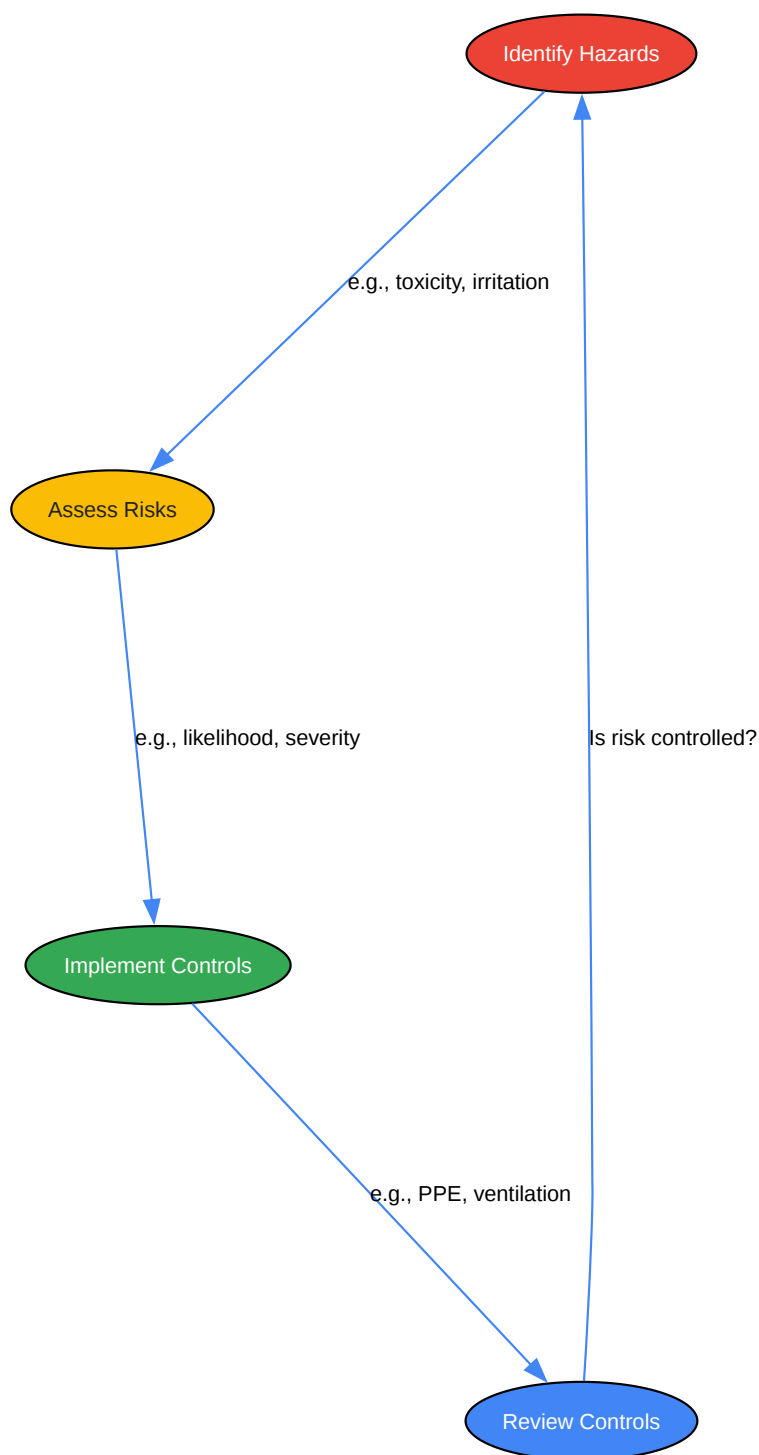 Identify Hazards
e.g., toxicity, irritation
Assess Risks
e.g., likelihood, severity
Is risk controlled?
Implement Controls
e.g., PPE, ventilation
Review Controls